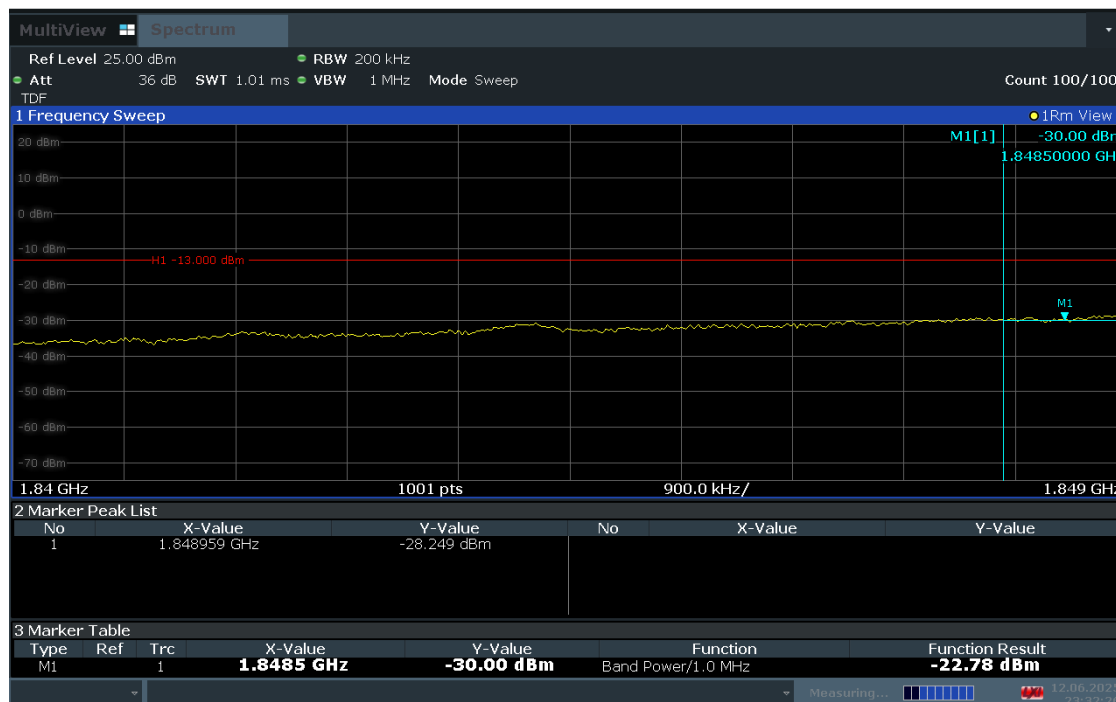 MultiView Spectrum
Ref Level 25.00 dBm RBW 200 kHz
Att 36 dB SWT 1.01 ms VBW 1 MHz Mode Sweep Count 100/100
TDF
1 Frequency Sweep 1Rm View
M1[1] -30.00 dBm
1.84850000 GH
20 dBm
10 dBm
0 dBm
-10 dBm
H1 -13.000 dBm
-20 dBm
M1
-30 dBm
-40 dBm
-50 dBm
-60 dBm
-70 dBm
1.84 GHz 1001 pts 900.0 kHz/ 1.849 GHz
2 Marker Peak List
No X-Value Y-Value No X-Value Y-Value
1 1.848959 GHz -28.249 dBm
3 Marker Table
Type Ref Trc X-Value Y-Value Function Function Result
M1 1 1.8485 GHz -30.00 dBm Band Power/1.0 MHz -22.78 dBm
Measuring... 12.06.2025